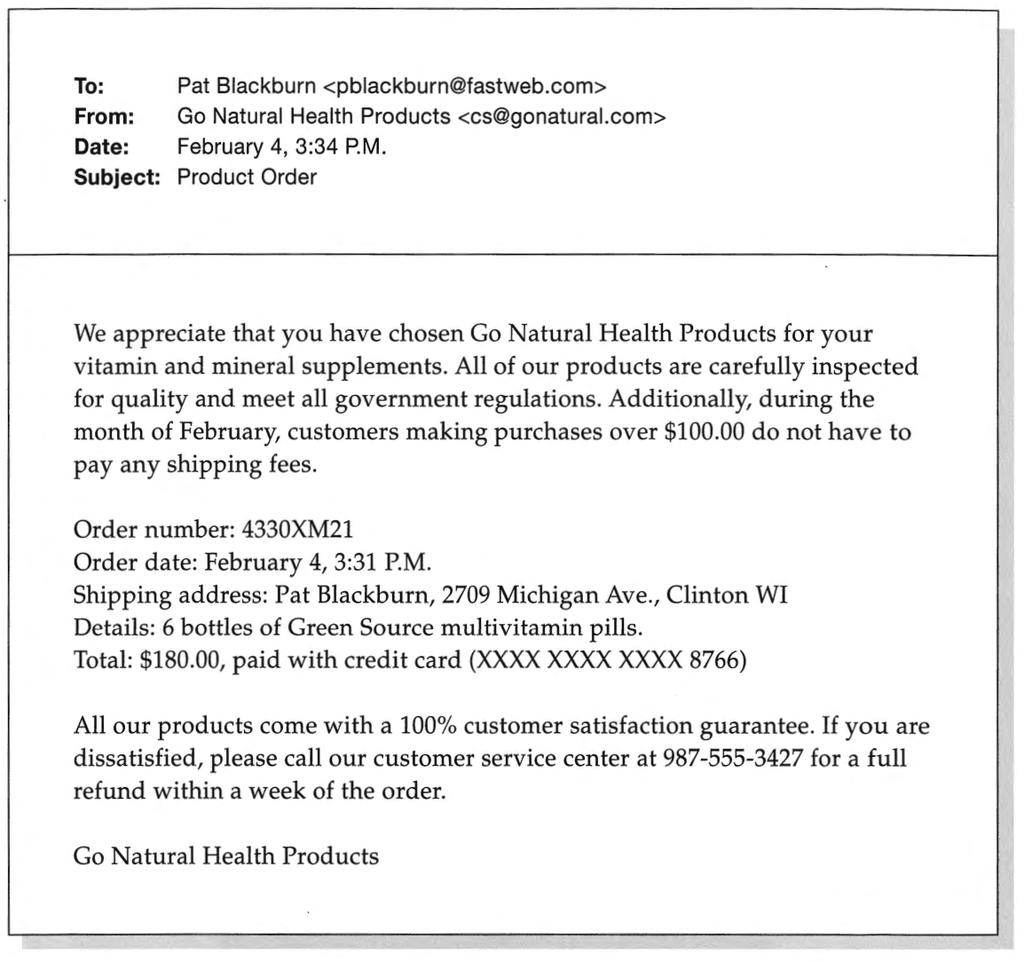 To: Pat Blackburn <pblackburn@fastweb.com>
From: Go Natural Health Products <cs@gonatural.com>
Date: February 4, 3:34 P.M.
Subject: Product Order
We appreciate that you have chosen Go Natural Health Products for your
vitamin and mineral supplements. All of our products are carefully inspected
for quality and meet all government regulations. Additionally, during the
month of February, customers making purchases over $100.00 do not have to
pay any shipping fees.
Order number: 4330XM21
Order date: February 4, 3:31 P.M.
Shipping address: Pat Blackburn, 2709 Michigan Ave., Clinton WI
Details: 6 bottles of Green Source multivitamin pills.
Total: $180.00, paid with credit card (XXXX XXXX XXXX 8766)
All our products come with a 100% customer satisfaction guarantee. If you are
dissatisfied, please call our customer service center at 987-555-3427 for a full
refund within a week of the order.
Go Natural Health Products